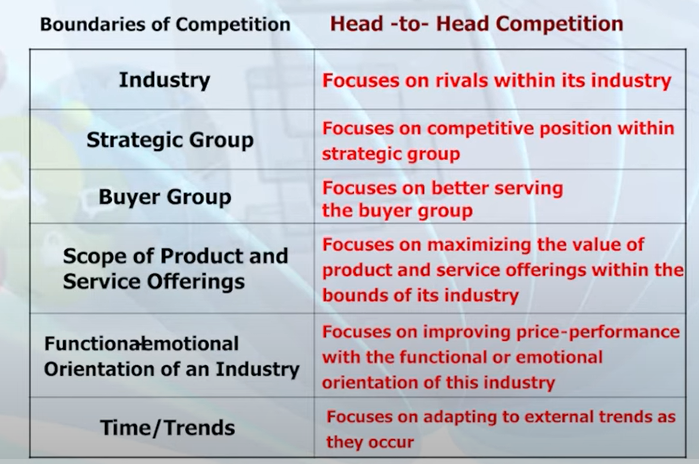 Boundaries of Competition
Head -to- Head Competition
Industry
Focuses on rivals within its industry
Strategic Group
Focuses on competitive position within
strategic group
Buyer Group
Focuses on better serving
the buyer group
Scope of Product and
Service Offerings
Focuses on maximizing the value of
product and service offerings within the
bounds of its industry
Functional-emotional
Orientation of an Industry
Focuses on improving price-performance
with the functional or emotional
orientation of this industry
Time/Trends
Focuses on adapting to external trends as
they occur